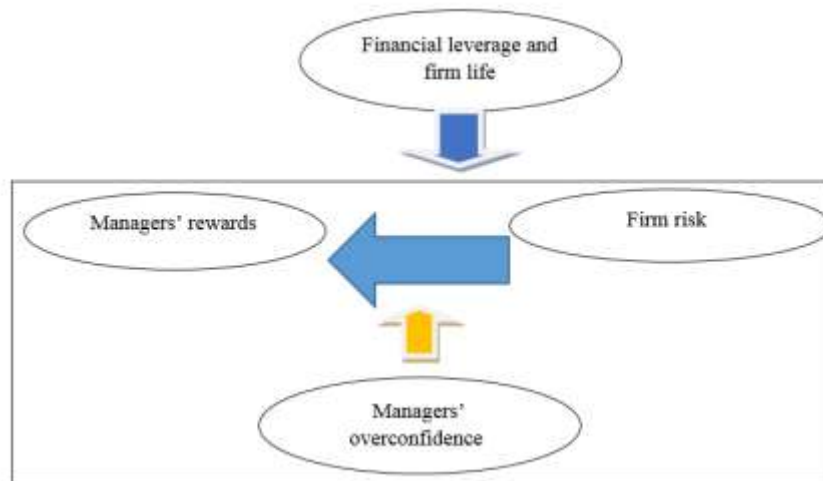 Financial leverage and
firm life
Managers’ rewards
Firm risk
Managers’
overconfidence